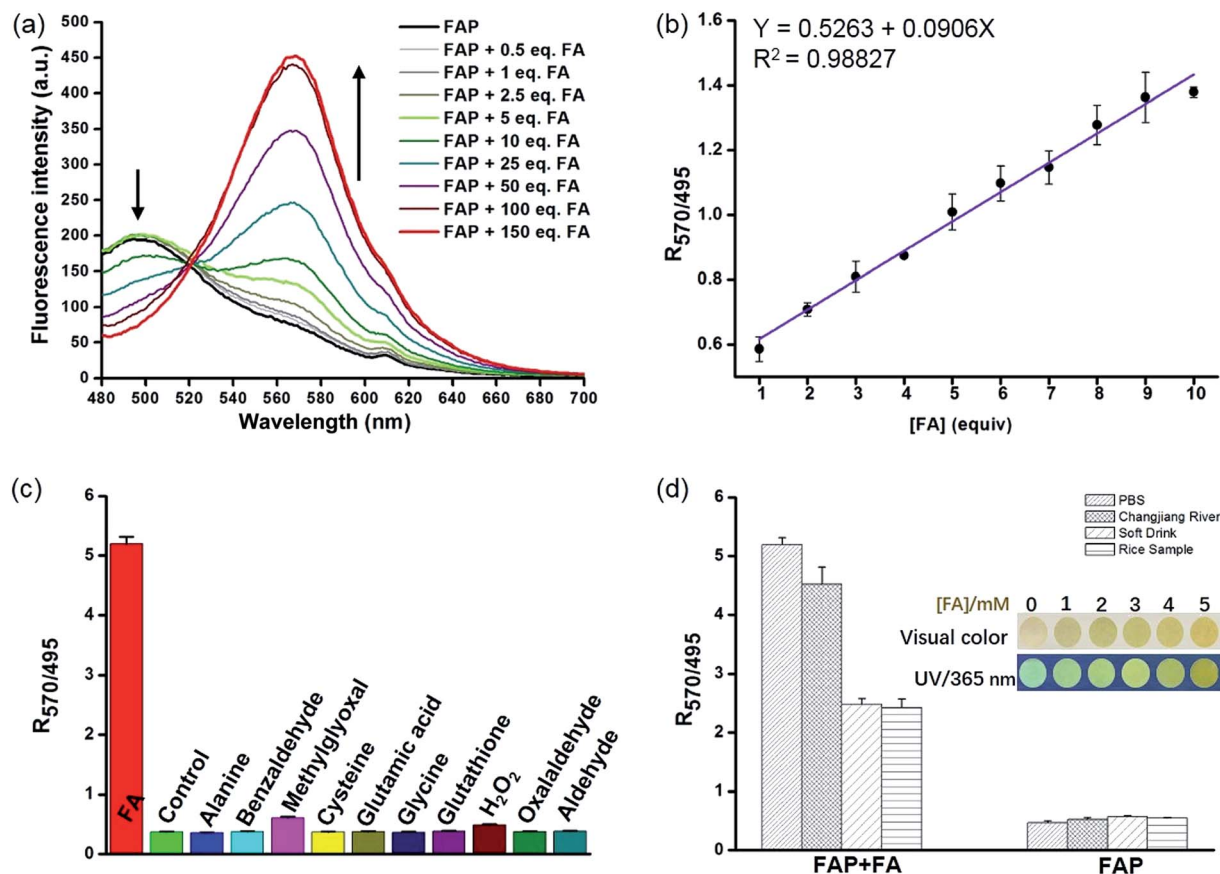 (a)
500
450
400
350
300
250
200
150
100
50
0
Fluorescence intensity (a.u.)
480 500 520 540 560 580 600 620 640 660 680 700
Wavelength (nm)
FAP
FAP + 0.5 eq. FA
FAP + 1 eq. FA
FAP + 2.5 eq. FA
FAP + 5 eq. FA
FAP + 10 eq. FA
FAP + 25 eq. FA
FAP + 50 eq. FA
FAP + 100 eq. FA
FAP + 150 eq. FA
(b)
Y = 0.5263 + 0.0906X
R² = 0.98827
1.6
1.4
1.2
1.0
0.8
0.6
R570/495
1 2 3 4 5 6 7 8 9 10
[FA] (equiv)
(c)
6
5
4
3
2
1
0
R570/495
FA
Control
Alanine
Benzaldehyde
Methylglyoxal
Cysteine
Glutamic acid
Glycine
Glutathione
H₂O₂
Oxalaldehyde
Aldehyde
(d)
6
5
4
3
2
1
0
R570/495
PBS
Changjiang River
Soft Drink
Rice Sample
[FA]/mM 0 1 2 3 4 5
Visual color
UV/365 nm
FAP+FA FAP